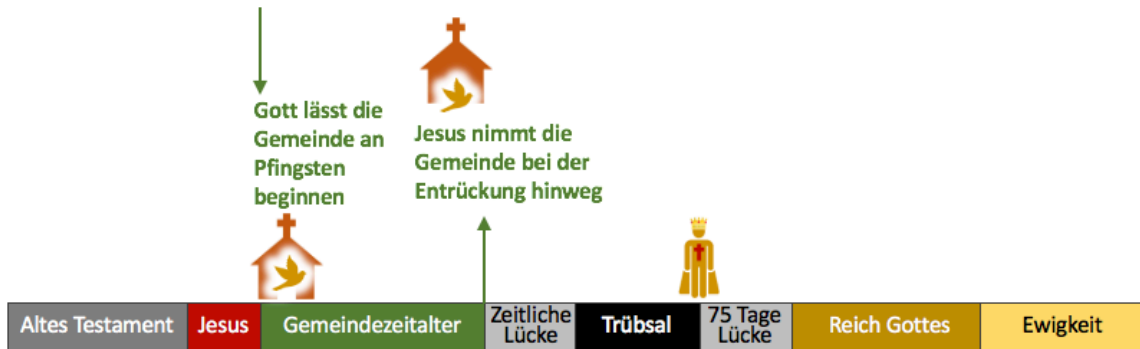 Gott lässt die
Gemeinde an
Pfingsten
beginnen
Jesus nimmt die
Gemeinde bei der
Entrückung hinweg
Altes Testament
Jesus
Gemeindezeitalter
Zeitliche
Lücke
Trübsal
75 Tage
Lücke
Reich Gottes
Ewigkeit